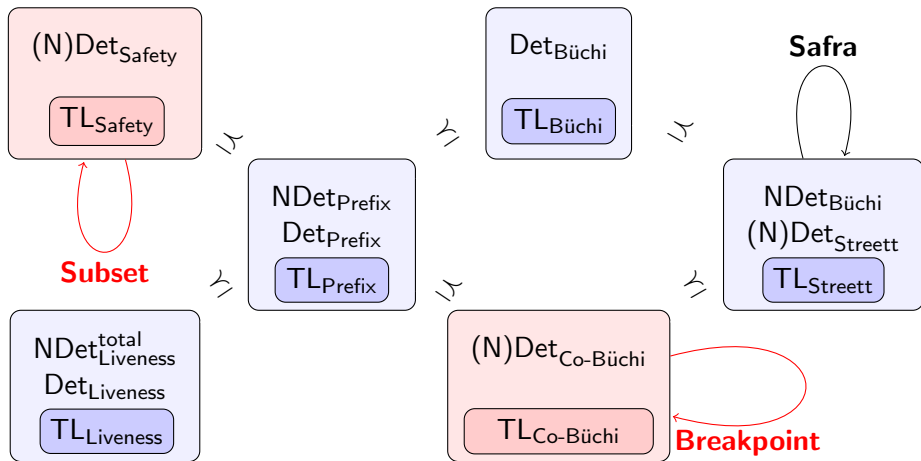 (N)Det_Safety
TL_Safety
Subset
NDet^total_Liveness
Det_Liveness
TL_Liveness
≾
≾
NDet_Prefix
Det_Prefix
TL_Prefix
≾
≾
Det_Büchi
TL_Büchi
(N)Det_Co-Büchi
TL_Co-Büchi
Breakpoint
≾
≾
Safra
NDet_Büchi
(N)Det_Streett
TL_Streett